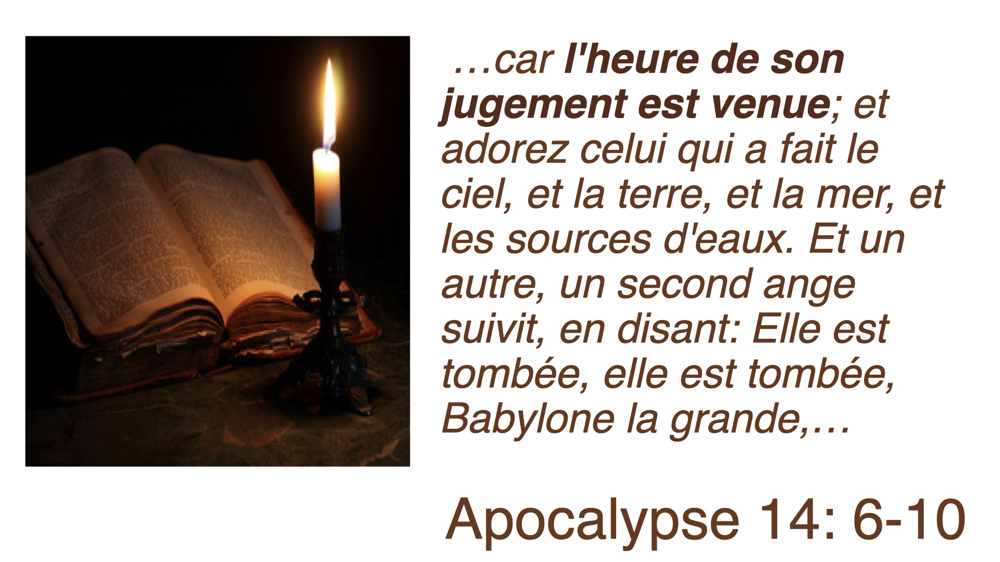 …car l'heure de son
jugement est venue; et
adorez celui qui a fait le
ciel, et la terre, et la mer, et
les sources d'eaux. Et un
autre, un second ange
suivit, en disant: Elle est
tombée, elle est tombée,
Babylone la grande,…
Apocalypse 14: 6-10